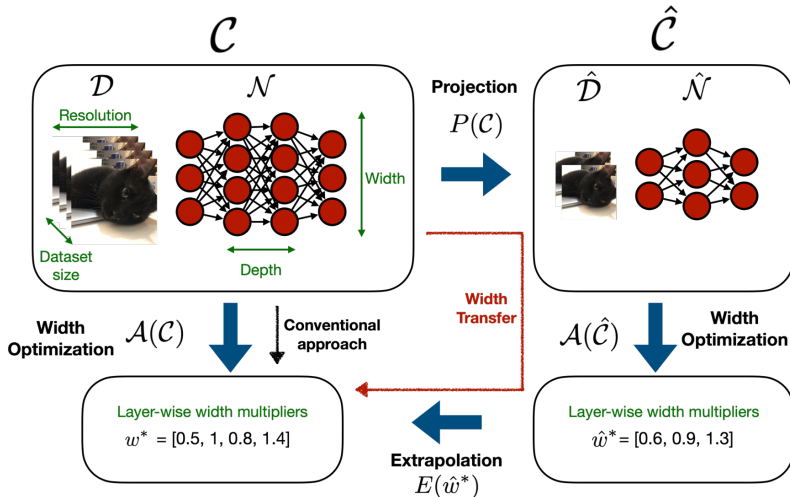 𝒞
𝒟
𝒩
Resolution
Width
Dataset
size
Depth
Projection
P(𝒞)
𝒞̂
𝒟̂
𝒩̂
Width
Optimization
𝒜(𝒞)
Conventional
approach
Width
Transfer
𝒜(𝒞̂)
Width
Optimization
Layer-wise width multipliers
w* = [0.5, 1, 0.8, 1.4]
Extrapolation
E(ŵ*)
Layer-wise width multipliers
ŵ* = [0.6, 0.9, 1.3]